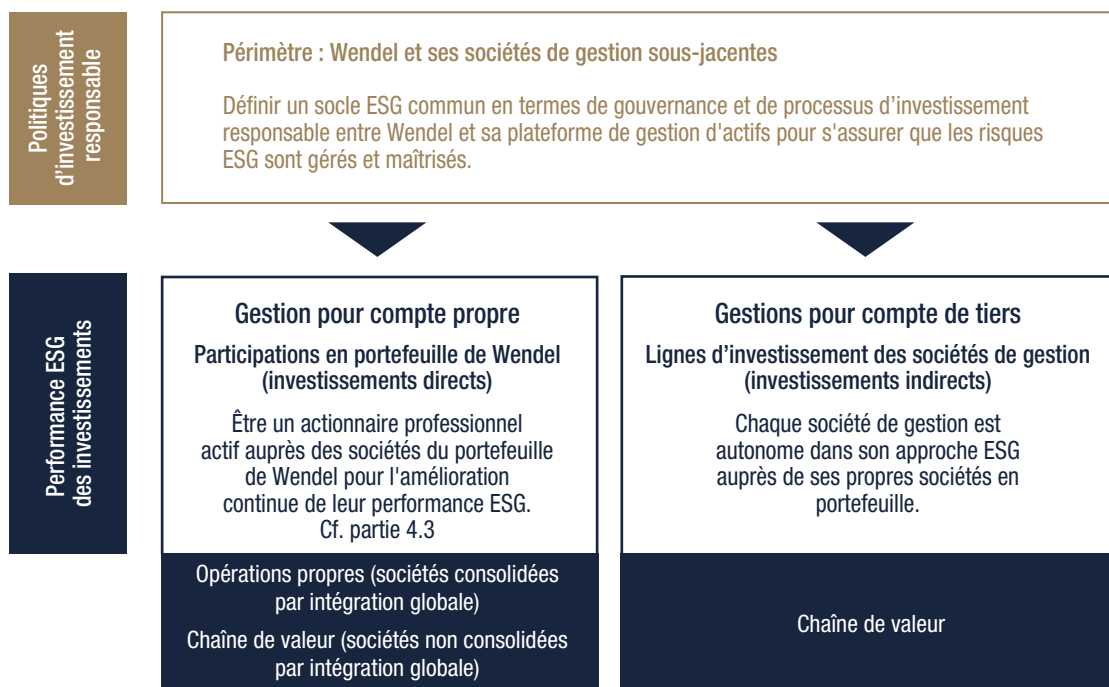 Politiques
d’investissement
responsable
Périmètre : Wendel et ses sociétés de gestion sous-jacentes
Définir un socle ESG commun en termes de gouvernance et de processus d’investissement
responsable entre Wendel et sa plateforme de gestion d'actifs pour s'assurer que les risques
ESG sont gérés et maîtrisés.
Performance ESG
des investissements
Gestion pour compte propre
Participations en portefeuille de Wendel
(investissements directs)
Être un actionnaire professionnel
actif auprès des sociétés du portefeuille
de Wendel pour l'amélioration
continue de leur performance ESG.
Cf. partie 4.3
Opérations propres (sociétés consolidées
par intégration globale)
Chaîne de valeur (sociétés non consolidées
par intégration globale)
Gestions pour compte de tiers
Lignes d’investissement des sociétés de gestion
(investissements indirects)
Chaque société de gestion est
autonome dans son approche ESG
auprès de ses propres sociétés en
portefeuille.
Chaîne de valeur